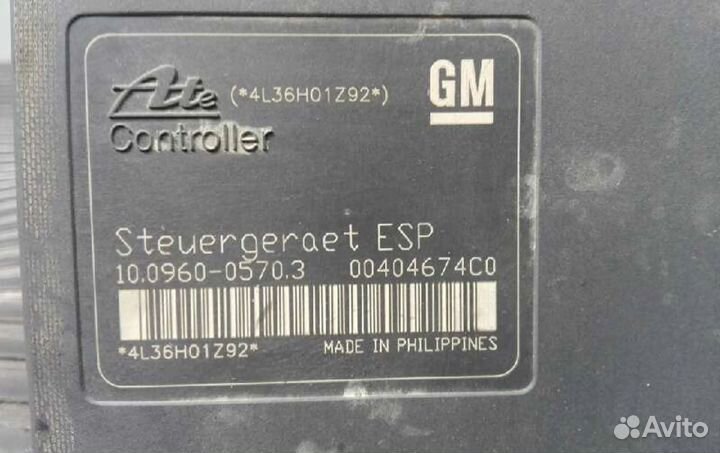 Ate (*4L36H01Z92*) GM
Controller
Steuergeraet ESP
10.0960-0570.3 00404674C0
*4L36H01Z92* MADE IN PHILIPPINES
Avito